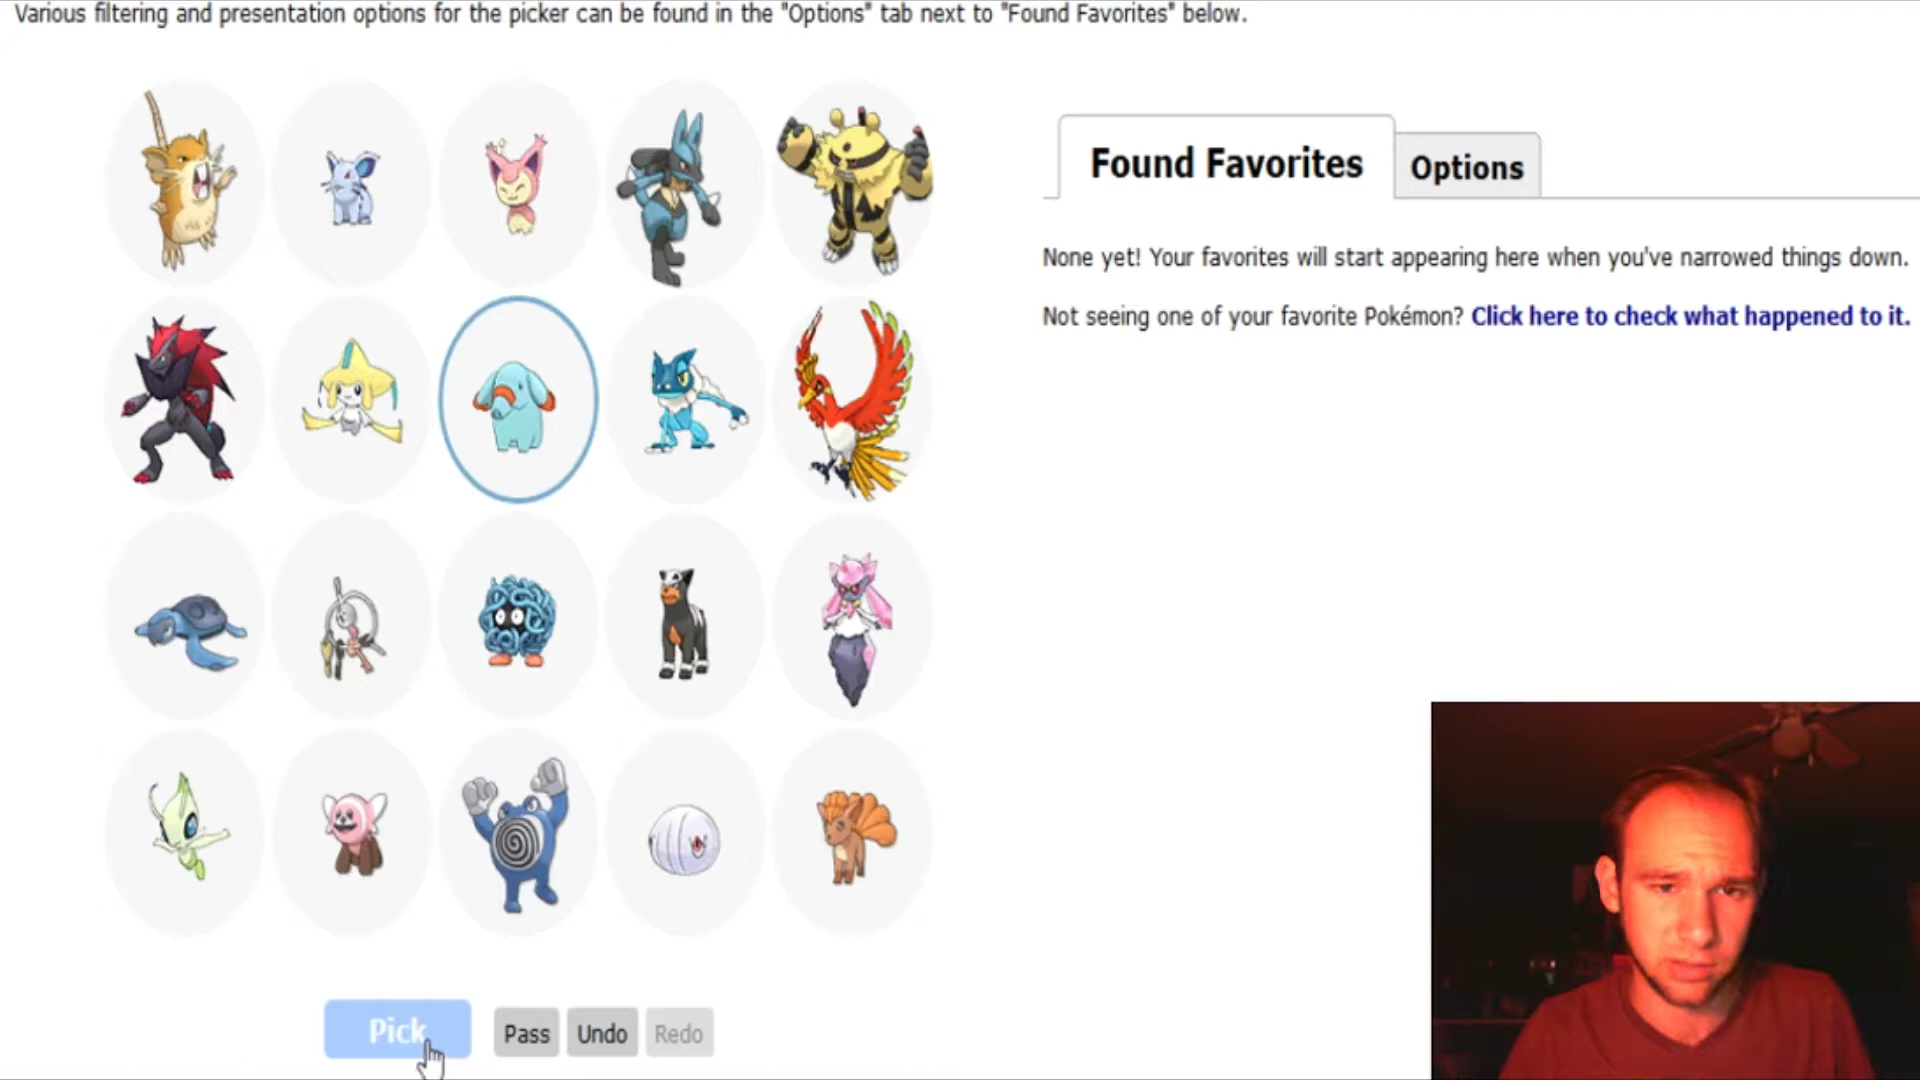 Various filtering and presentation options for the picker can be found in the "Options" tab next to "Found Favorites" below.
Found Favorites
Options
None yet! Your favorites will start appearing here when you've narrowed things down.
Not seeing one of your favorite Pokémon? Click here to check what happened to it.
Pick
Pass
Undo
Redo